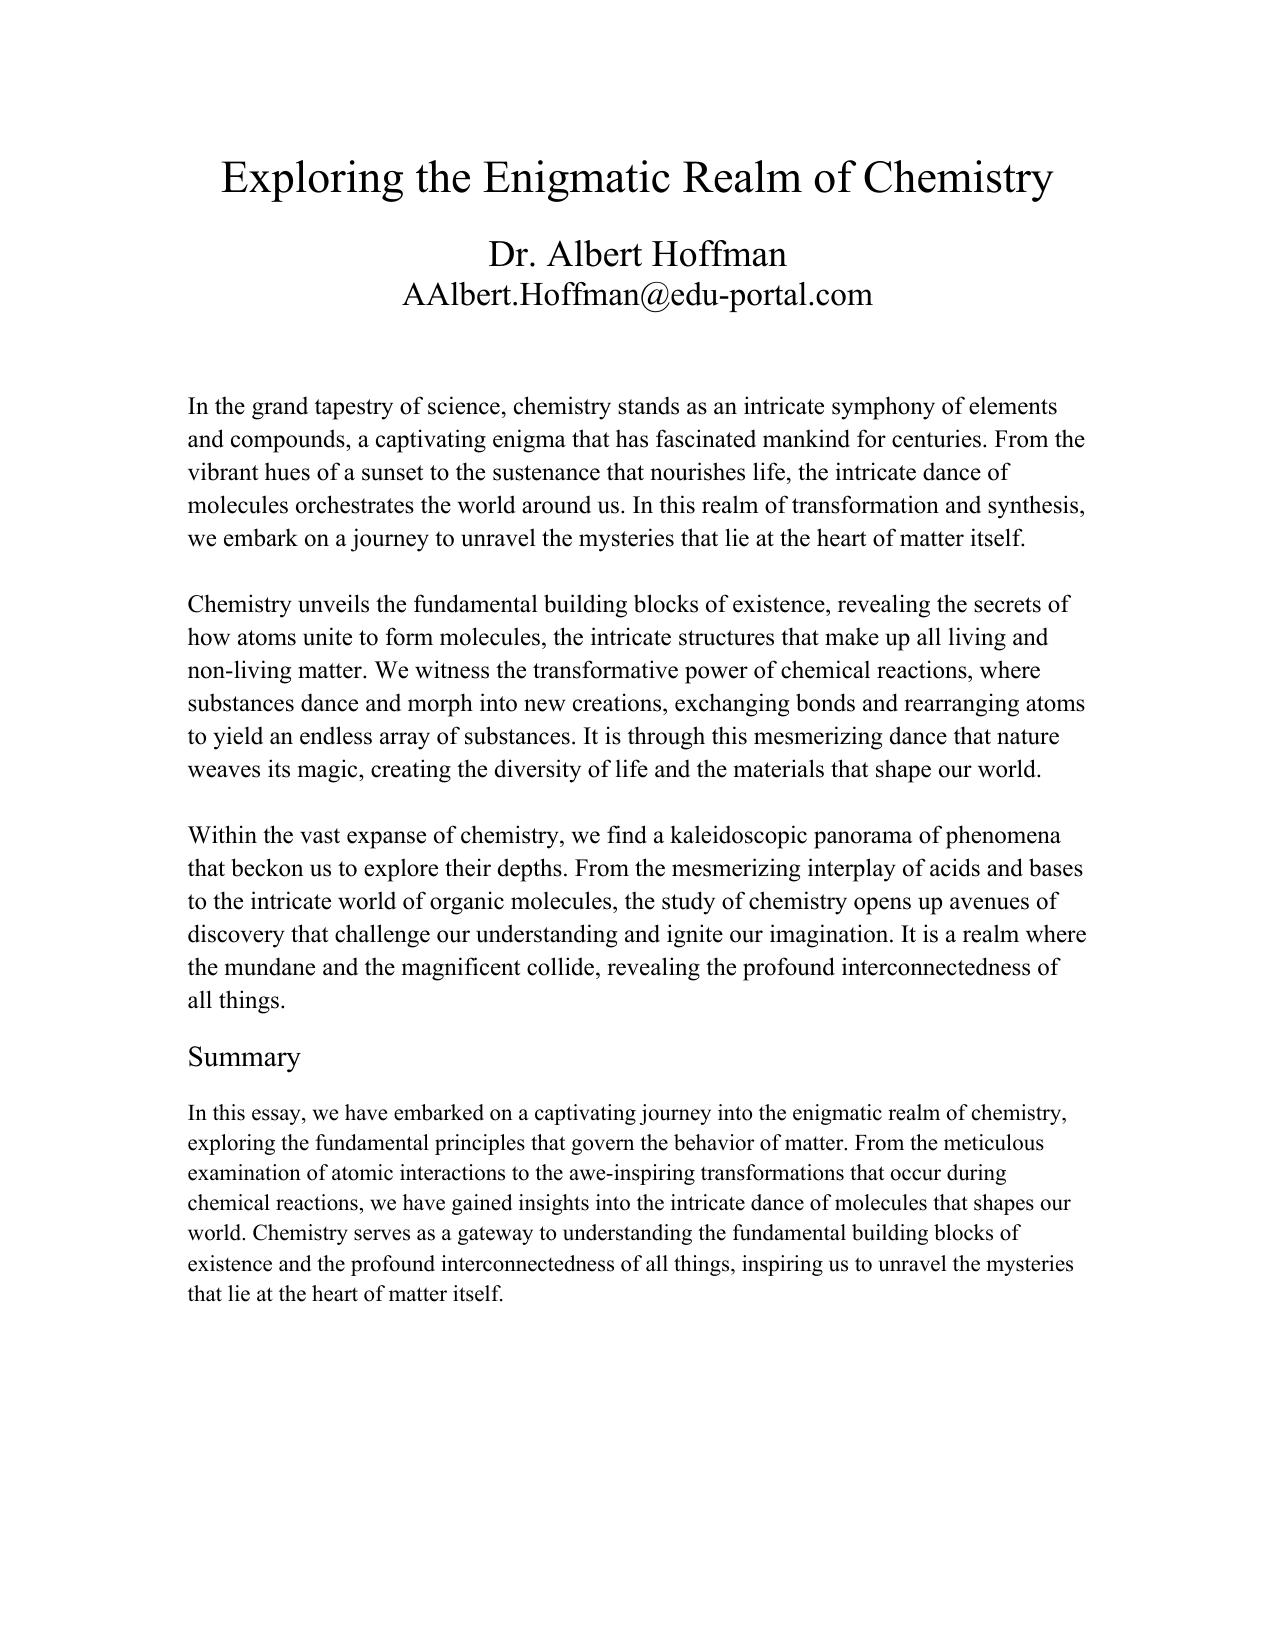 Exploring the Enigmatic Realm of Chemistry
Dr. Albert Hoffman
AAlbert.Hoffman@edu-portal.com
In the grand tapestry of science, chemistry stands as an intricate symphony of elements
and compounds, a captivating enigma that has fascinated mankind for centuries. From the
vibrant hues of a sunset to the sustenance that nourishes life, the intricate dance of
molecules orchestrates the world around us. In this realm of transformation and synthesis,
we embark on a journey to unravel the mysteries that lie at the heart of matter itself.
Chemistry unveils the fundamental building blocks of existence, revealing the secrets of
how atoms unite to form molecules, the intricate structures that make up all living and
non-living matter. We witness the transformative power of chemical reactions, where
substances dance and morph into new creations, exchanging bonds and rearranging atoms
to yield an endless array of substances. It is through this mesmerizing dance that nature
weaves its magic, creating the diversity of life and the materials that shape our world.
Within the vast expanse of chemistry, we find a kaleidoscopic panorama of phenomena
that beckon us to explore their depths. From the mesmerizing interplay of acids and bases
to the intricate world of organic molecules, the study of chemistry opens up avenues of
discovery that challenge our understanding and ignite our imagination. It is a realm where
the mundane and the magnificent collide, revealing the profound interconnectedness of
all things.
Summary
In this essay, we have embarked on a captivating journey into the enigmatic realm of chemistry,
exploring the fundamental principles that govern the behavior of matter. From the meticulous
examination of atomic interactions to the awe-inspiring transformations that occur during
chemical reactions, we have gained insights into the intricate dance of molecules that shapes our
world. Chemistry serves as a gateway to understanding the fundamental building blocks of
existence and the profound interconnectedness of all things, inspiring us to unravel the mysteries
that lie at the heart of matter itself.